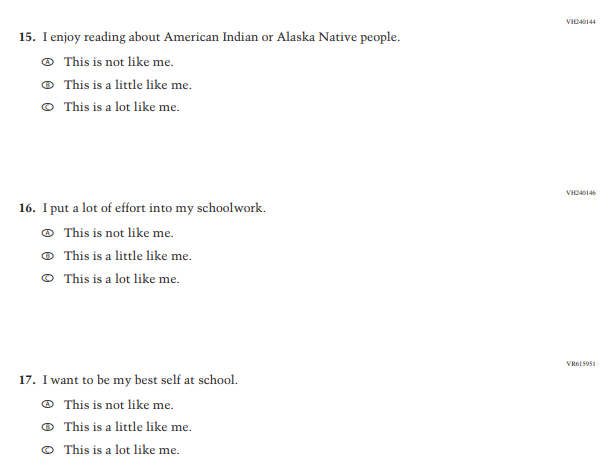 VH240144
15. I enjoy reading about American Indian or Alaska Native people.
A This is not like me.
B This is a little like me.
C This is a lot like me.
VH240146
16. I put a lot of effort into my schoolwork.
A This is not like me.
B This is a little like me.
C This is a lot like me.
VR615951
17. I want to be my best self at school.
A This is not like me.
B This is a little like me.
C This is a lot like me.